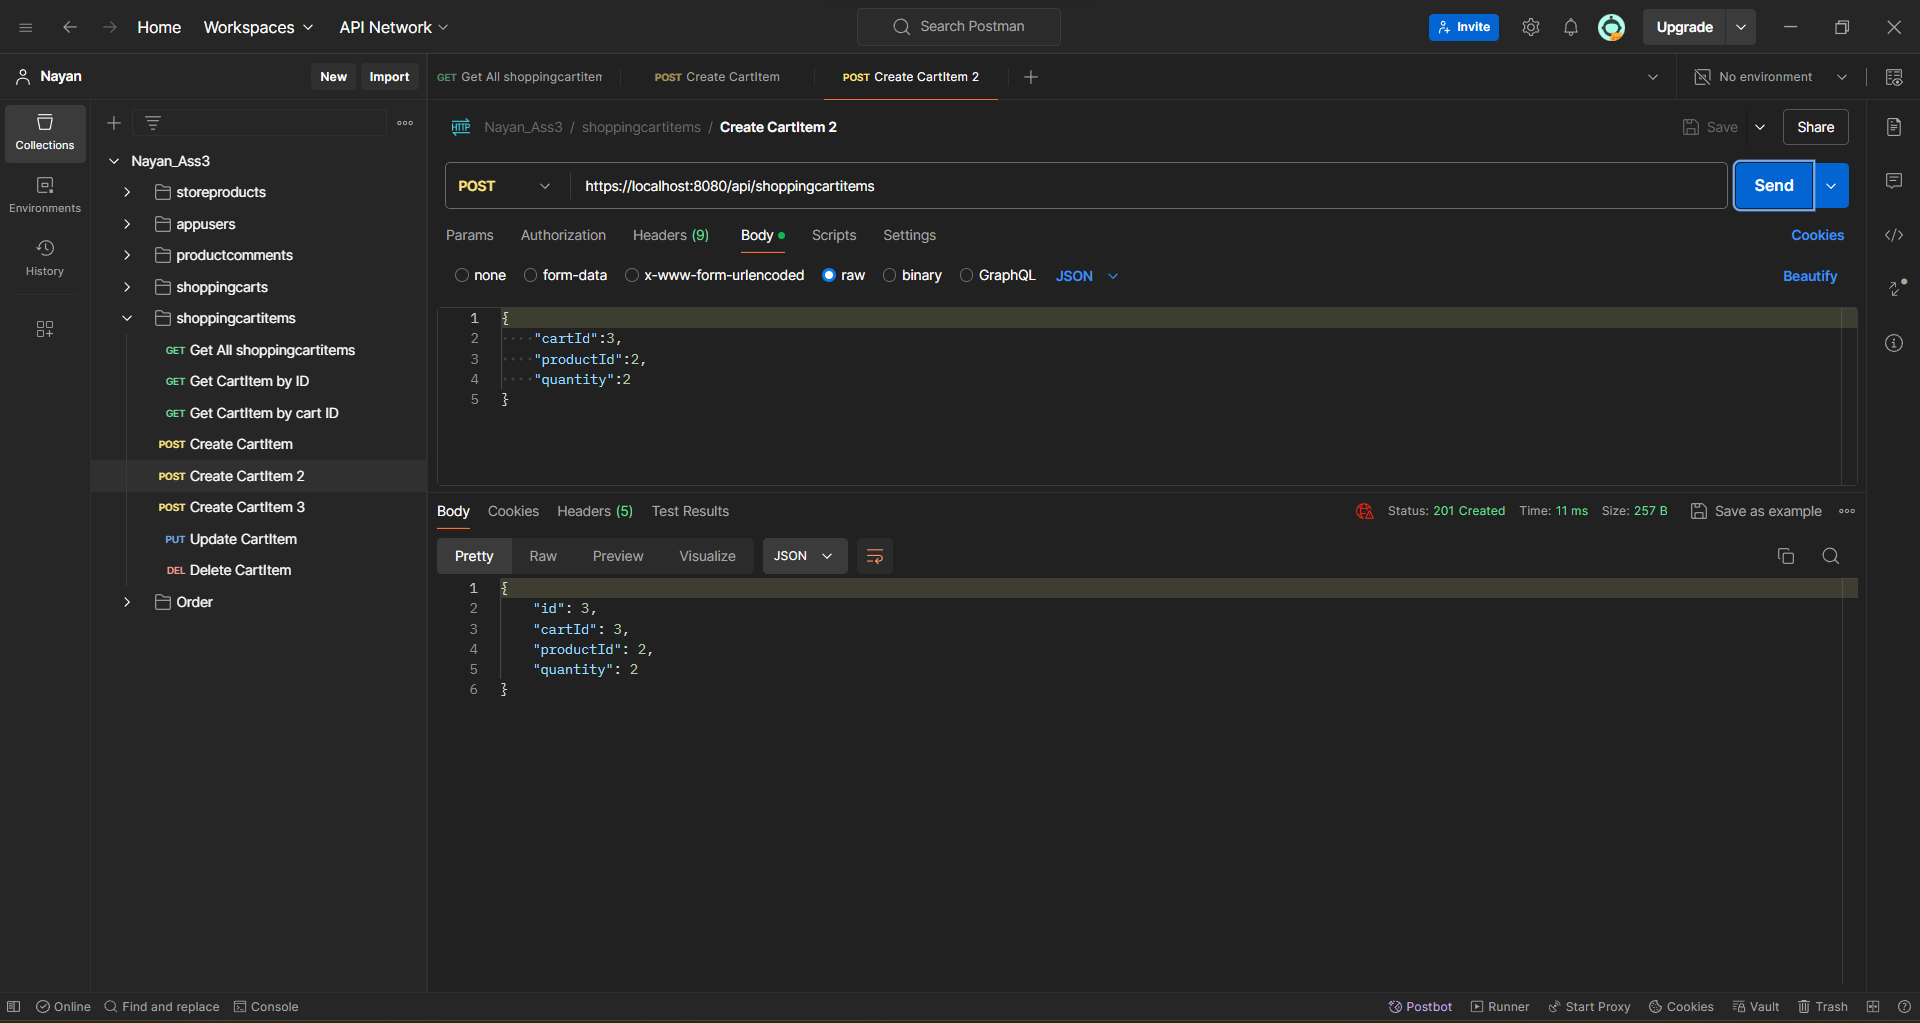 Home Workspaces API Network Search Postman Invite Upgrade
Nayan New Import GET Get All shoppingcartitem POST Create CartItem POST Create CartItem 2 No environment
Collections
Environments
History
Nayan_Ass3
storeproducts
appusers
productcomments
shoppingcarts
shoppingcartitems
GET Get All shoppingcartitems
GET Get CartItem by ID
GET Get CartItem by cart ID
POST Create CartItem
POST Create CartItem 2
POST Create CartItem 3
PUT Update CartItem
DEL Delete CartItem
Order
HTTP Nayan_Ass3 / shoppingcartitems / Create CartItem 2 Save Share
POST https://localhost:8080/api/shoppingcartitems Send
Params Authorization Headers (9) Body Scripts Settings Cookies
none form-data x-www-form-urlencoded raw binary GraphQL JSON Beautify
1 {
2 "cartId":3,
3 "productId":2,
4 "quantity":2
5 }
Body Cookies Headers (5) Test Results Status: 201 Created Time: 11 ms Size: 257 B Save as example
Pretty Raw Preview Visualize JSON
1 {
2 "id": 3,
3 "cartId": 3,
4 "productId": 2,
5 "quantity": 2
6 }
Online Find and replace Console Postbot Runner Start Proxy Cookies Vault Trash